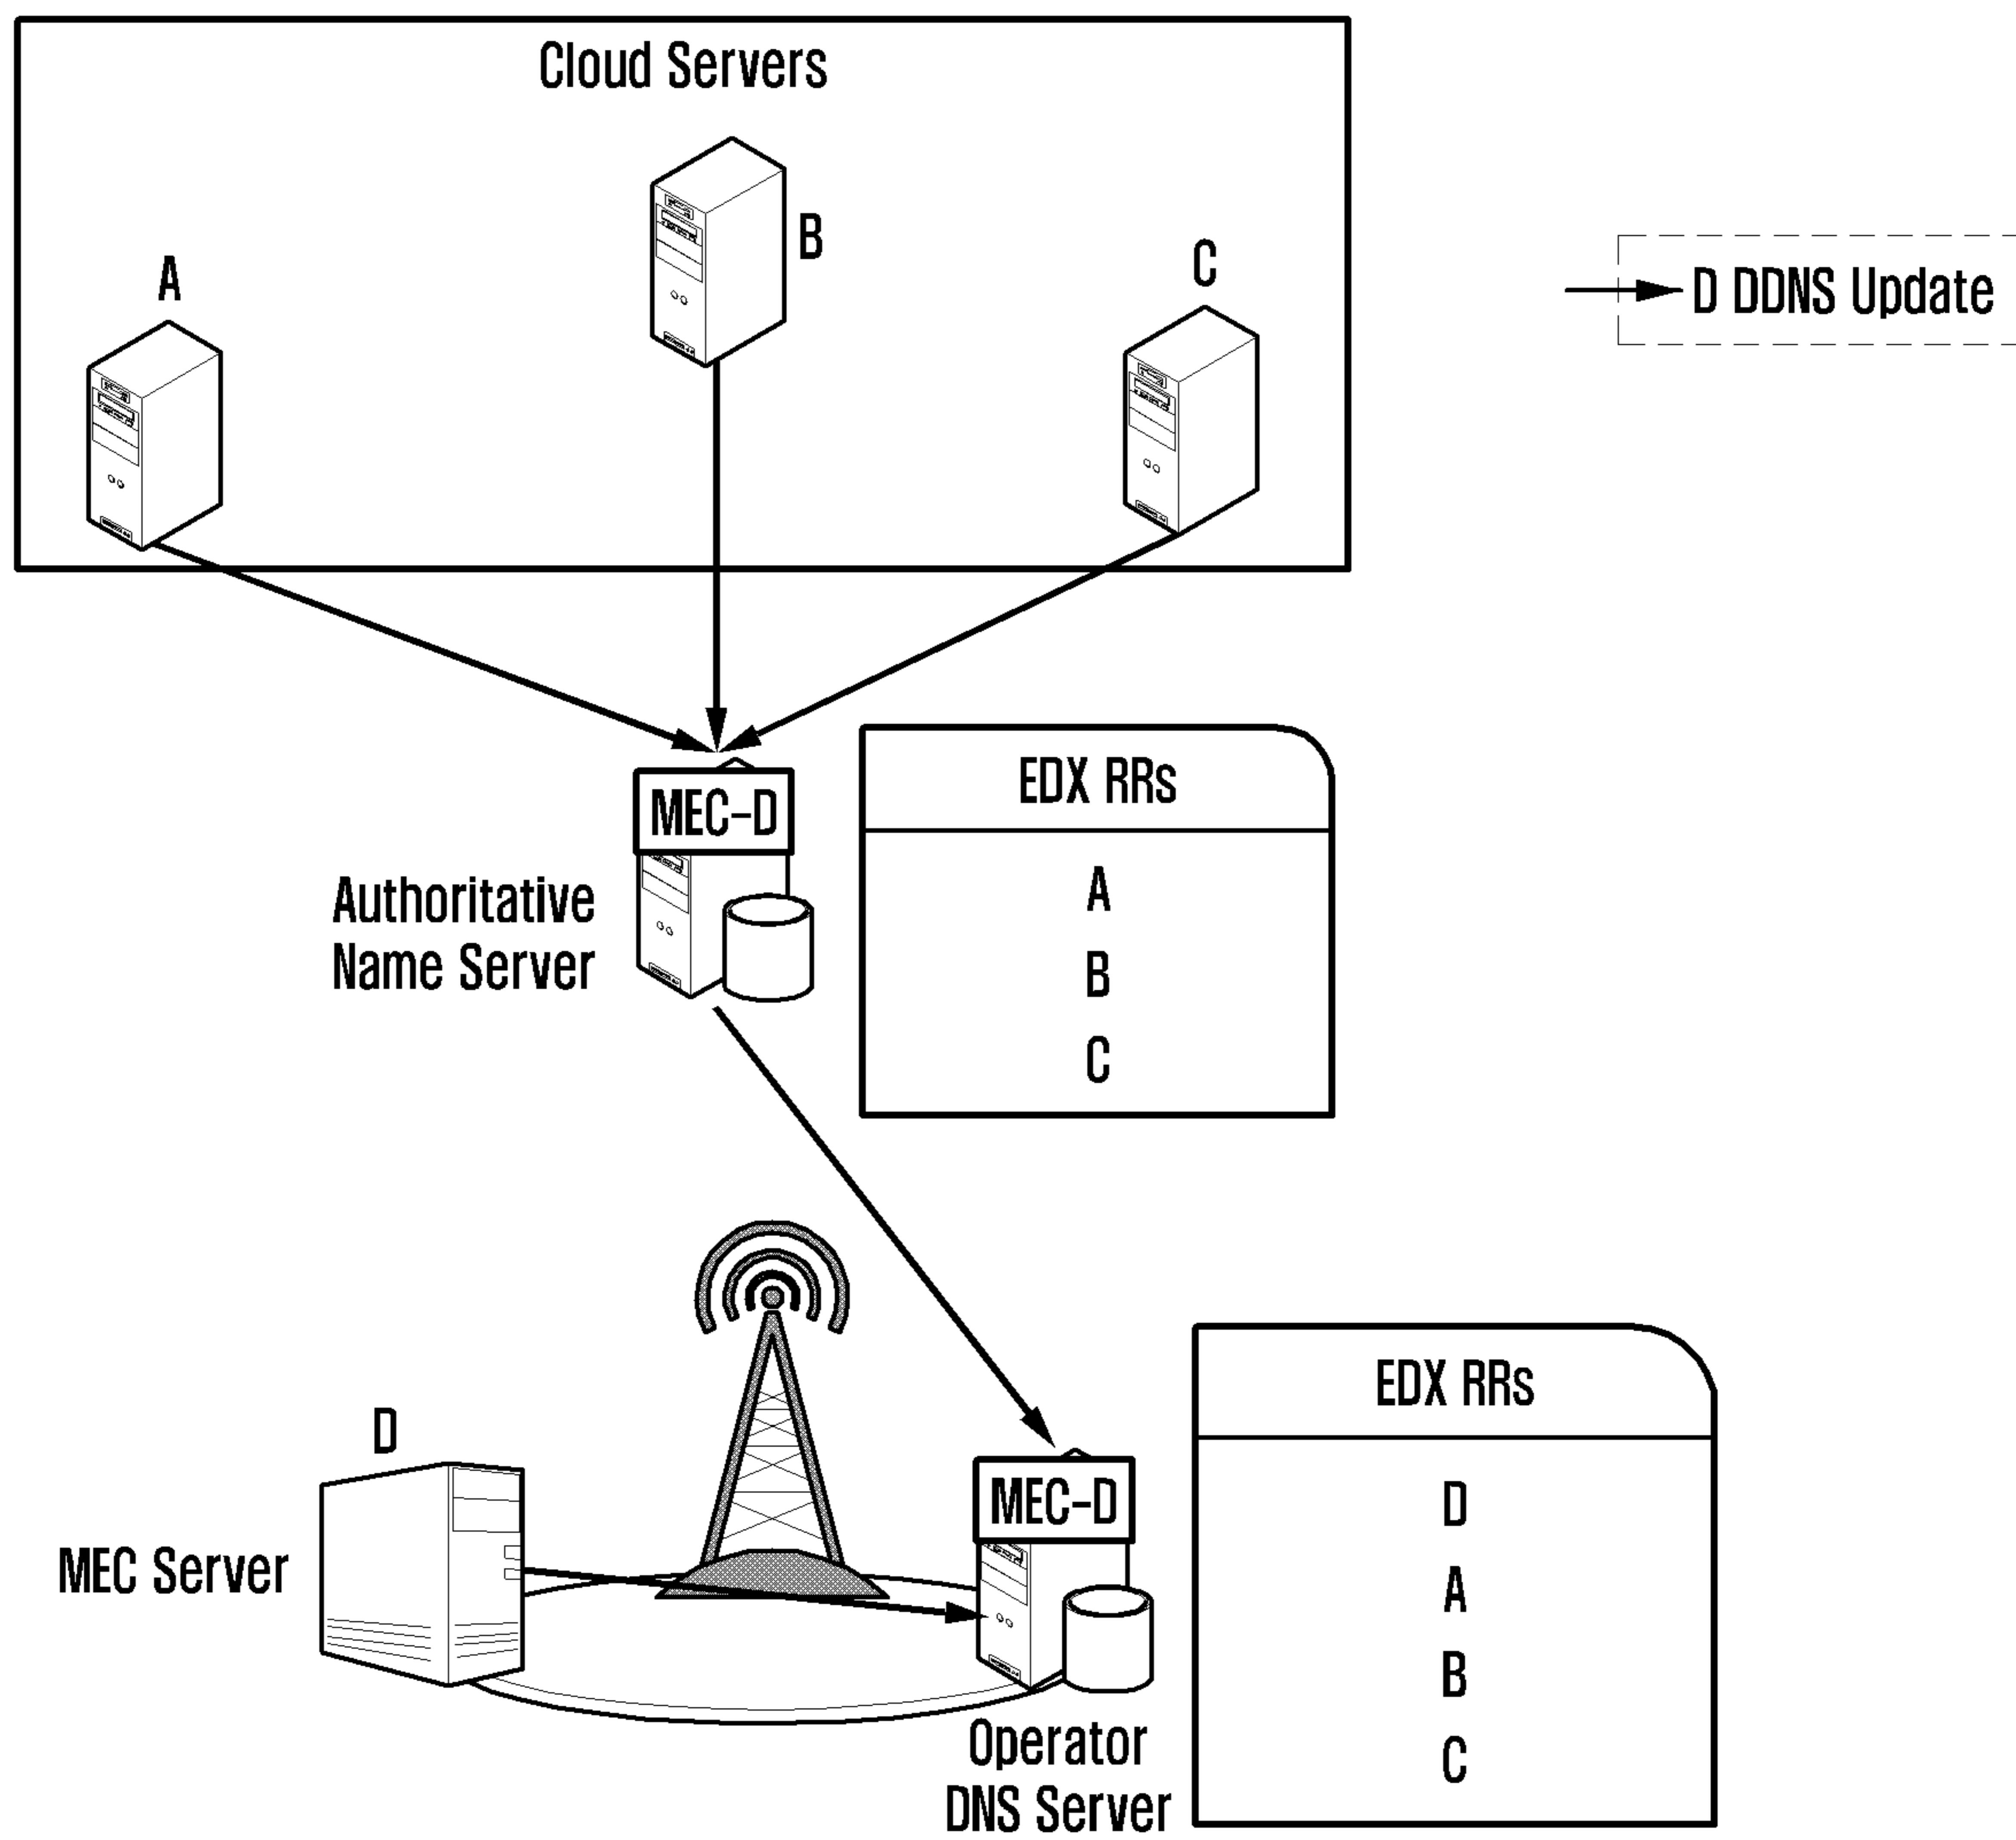 Cloud Servers
A
B
C
D DDNS Update
MEC-D
Authoritative
Name Server
EDX RRs
A
B
C
D
MEC Server
MEC-D
Operator
DNS Server
EDX RRs
D
A
B
C